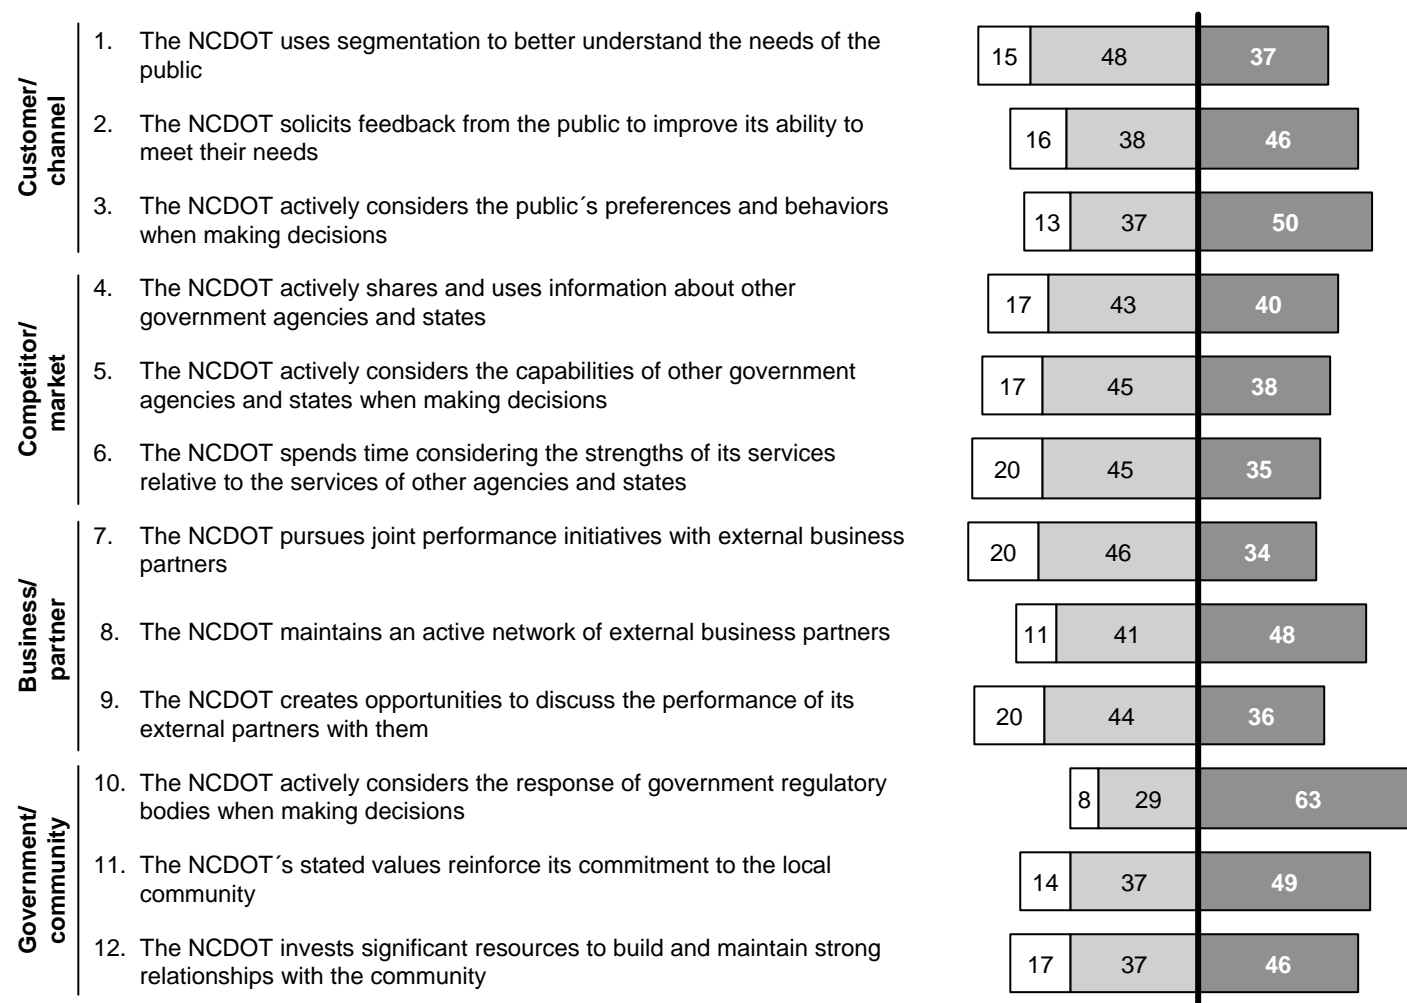 Customer/
channel
1. The NCDOT uses segmentation to better understand the needs of the
public
15 48 37
2. The NCDOT solicits feedback from the public to improve its ability to
meet their needs
16 38 46
3. The NCDOT actively considers the public´s preferences and behaviors
when making decisions
13 37 50
Competitor/
market
4. The NCDOT actively shares and uses information about other
government agencies and states
17 43 40
5. The NCDOT actively considers the capabilities of other government
agencies and states when making decisions
17 45 38
6. The NCDOT spends time considering the strengths of its services
relative to the services of other agencies and states
20 45 35
Business/
partner
7. The NCDOT pursues joint performance initiatives with external business
partners
20 46 34
8. The NCDOT maintains an active network of external business partners
11 41 48
9. The NCDOT creates opportunities to discuss the performance of its
external partners with them
20 44 36
Government/
community
10. The NCDOT actively considers the response of government regulatory
bodies when making decisions
8 29 63
11. The NCDOT´s stated values reinforce its commitment to the local
community
14 37 49
12. The NCDOT invests significant resources to build and maintain strong
relationships with the community
17 37 46